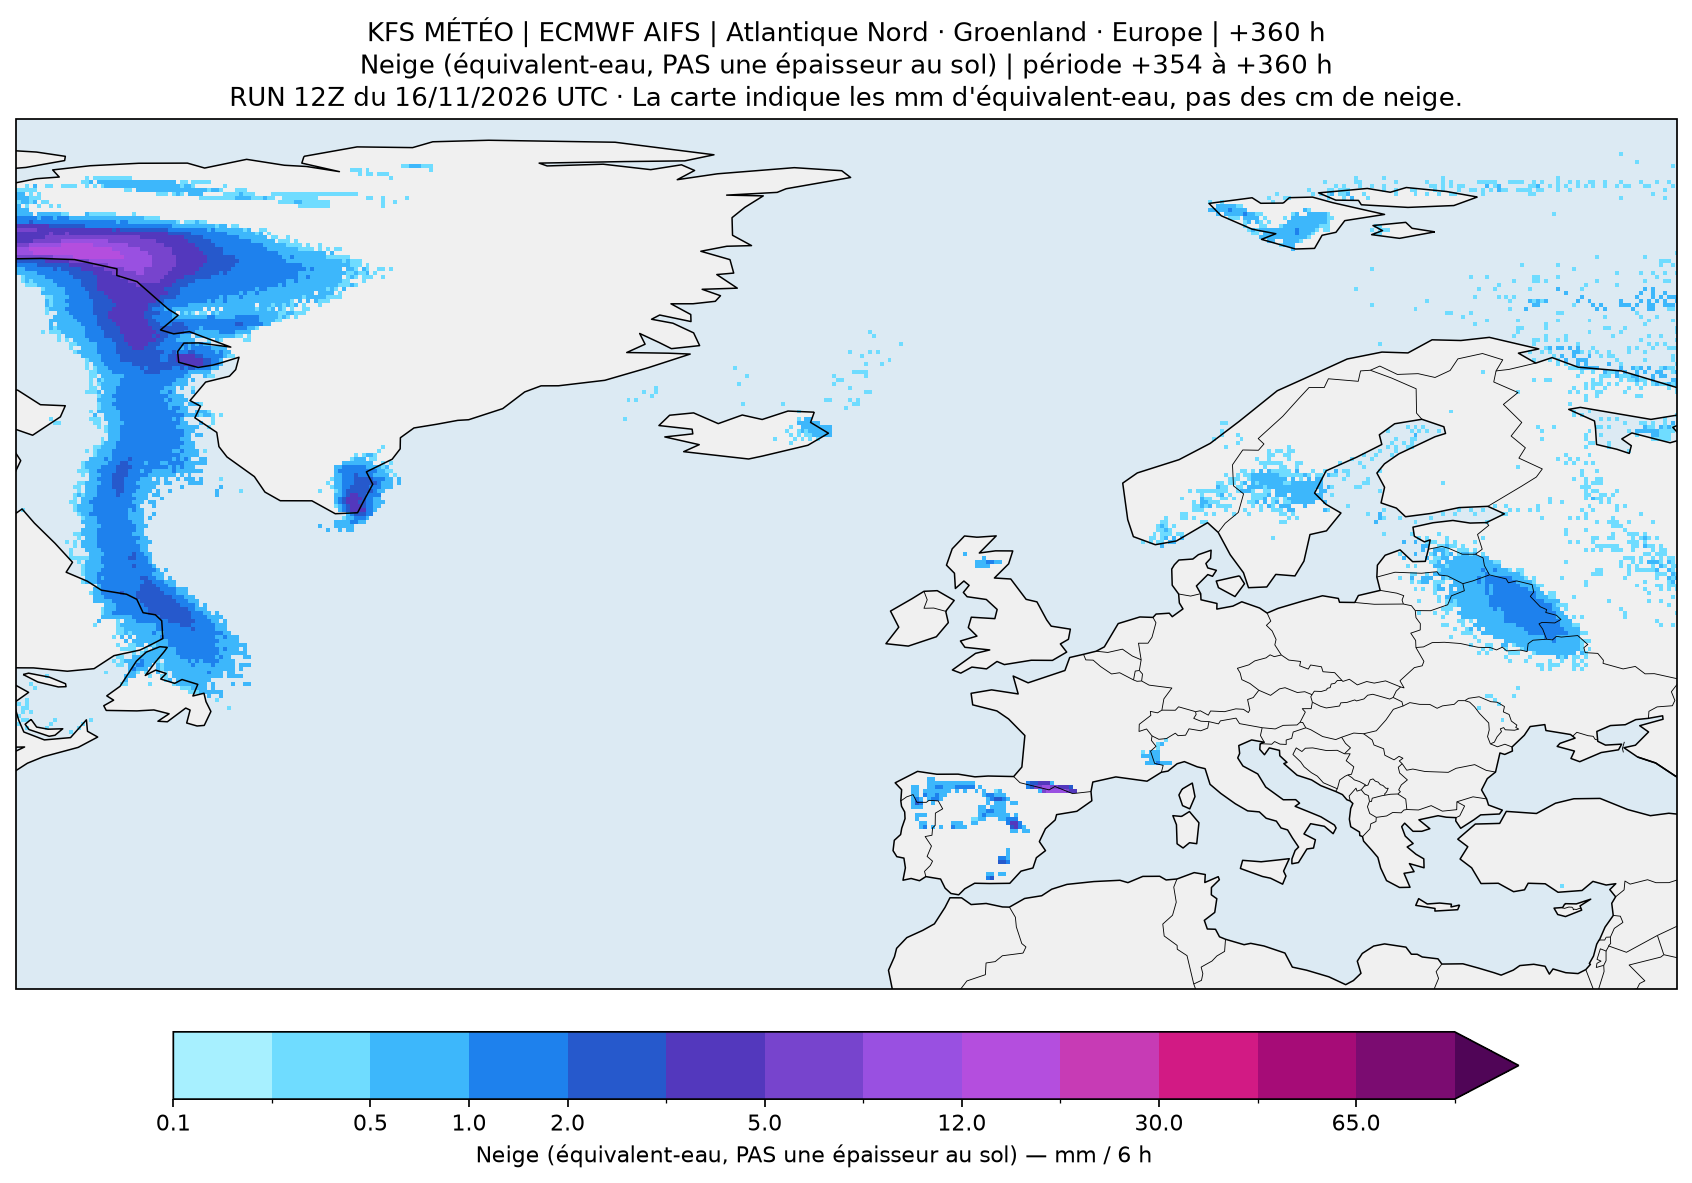 KFS MÉTÉO | ECMWF AIFS | Atlantique Nord · Groenland · Europe | +360 h
Neige (équivalent-eau, PAS une épaisseur au sol) | période +354 à +360 h
RUN 12Z du 16/11/2026 UTC · La carte indique les mm d'équivalent-eau, pas des cm de neige.
0.1 0.5 1.0 2.0 5.0 12.0 30.0 65.0
Neige (équivalent-eau, PAS une épaisseur au sol) — mm / 6 h